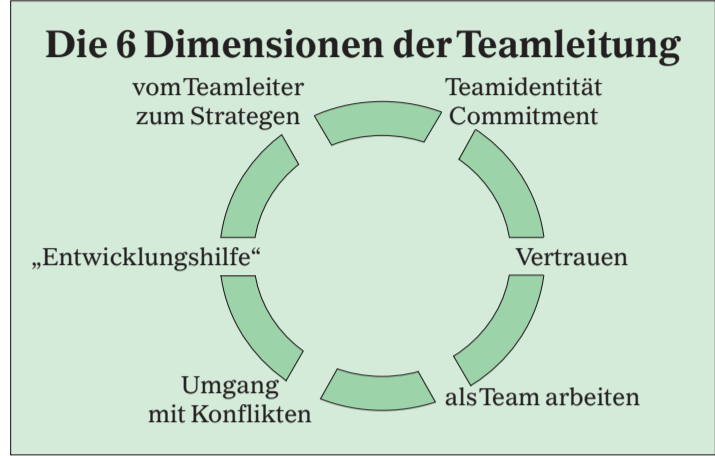 Die 6 Dimensionen der Teamleitung
vom Teamleiter
zum Strategen
Teamidentität
Commitment
„Entwicklungshilfe“
Vertrauen
Umgang
mit Konflikten
als Team arbeiten